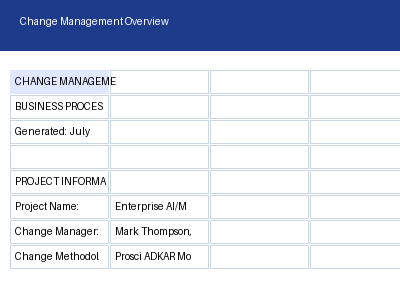 Change Management Overview
CHANGE MANAGEME
BUSINESS PROCES
Generated: July
PROJECT INFORMA
Project Name: Enterprise AI/M
Change Manager: Mark Thompson,
Change Methodol Prosci ADKAR Mo